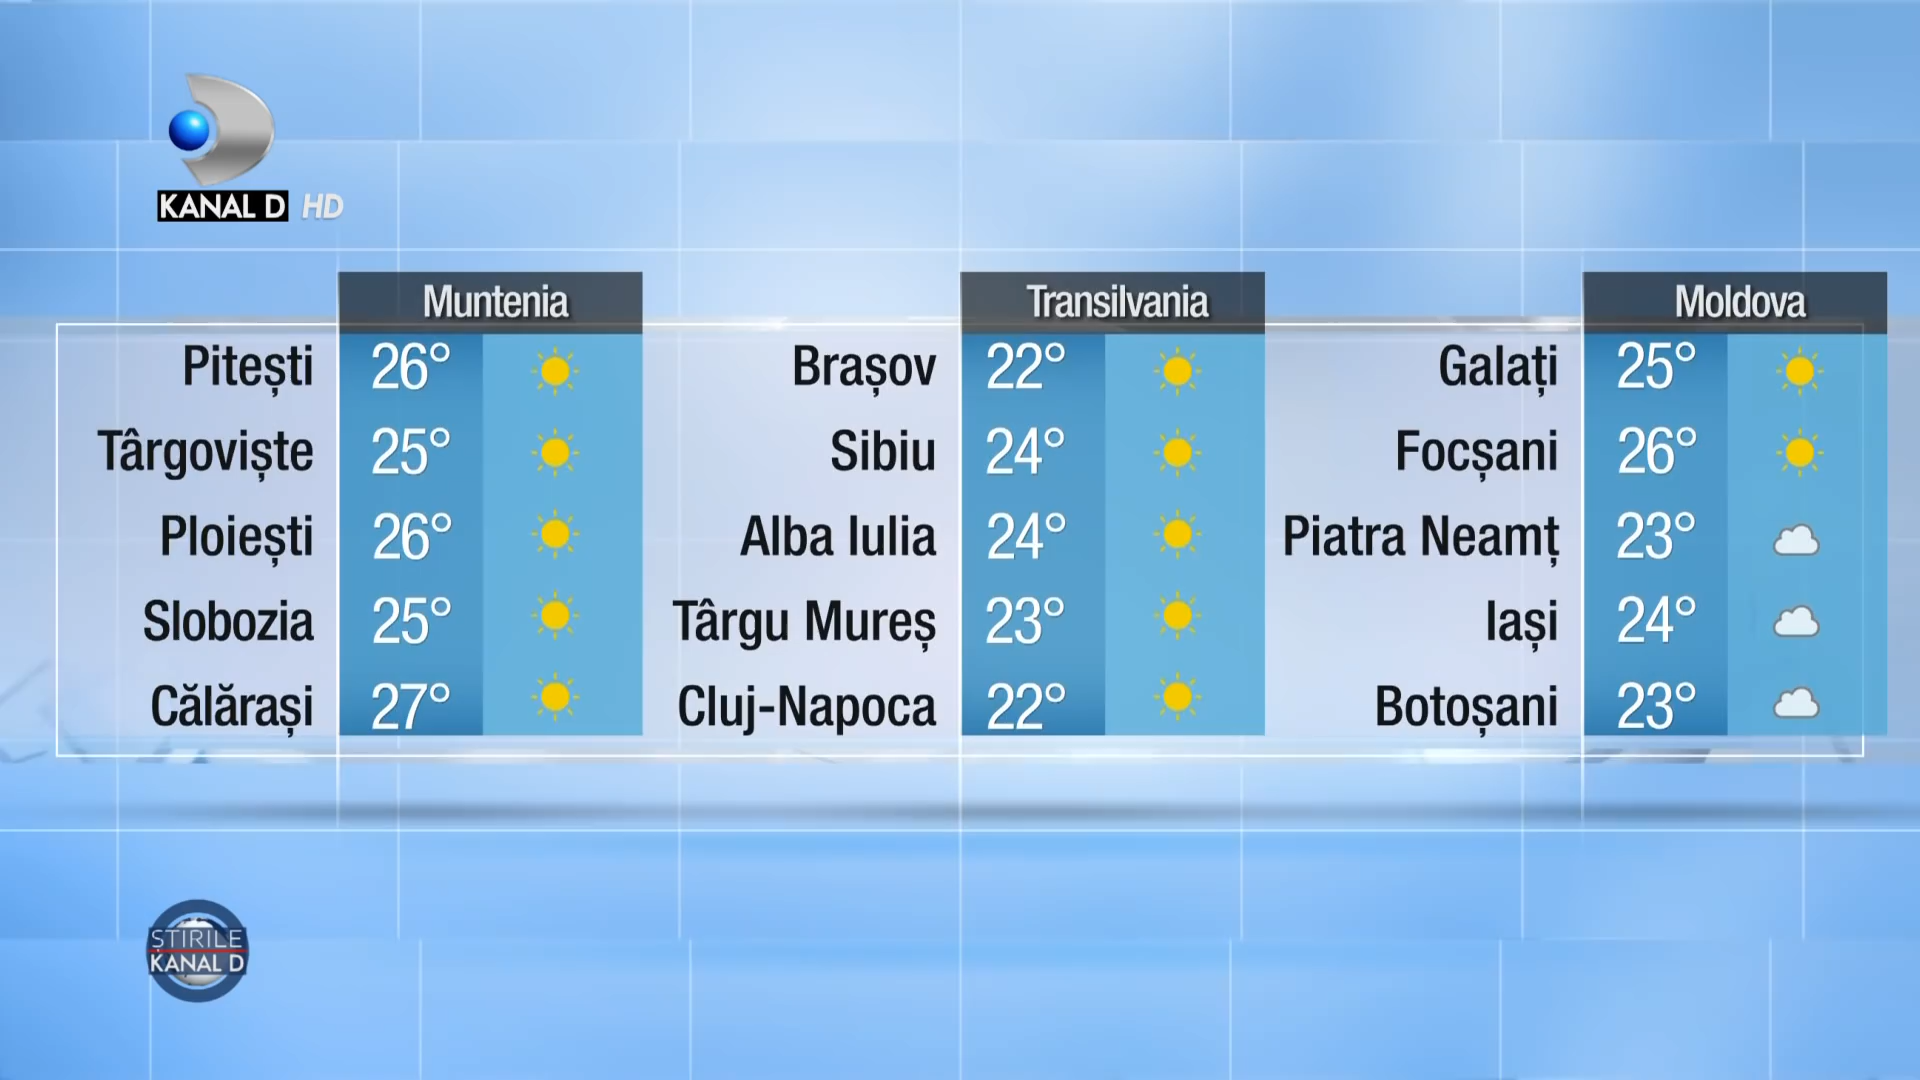 KANAL D HD
Muntenia
Pitești 26°
Târgoviște 25°
Ploiești 26°
Slobozia 25°
Călărași 27°
Transilvania
Brașov 22°
Sibiu 24°
Alba Iulia 24°
Târgu Mureș 23°
Cluj-Napoca 22°
Moldova
Galați 25°
Focșani 26°
Piatra Neamț 23°
Iași 24°
Botoșani 23°
ȘTIRILE
KANAL D